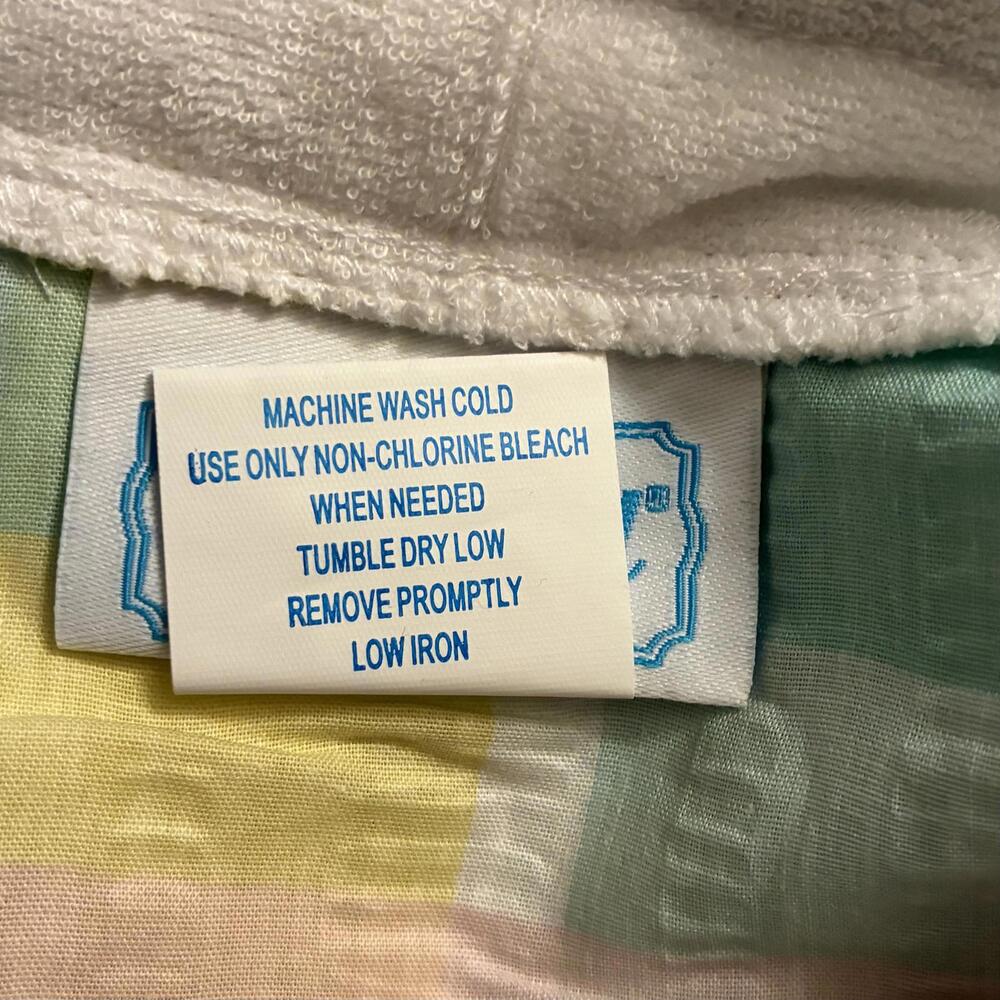 MACHINE WASH COLD
USE ONLY NON-CHLORINE BLEACH
WHEN NEEDED
TUMBLE DRY LOW
REMOVE PROMPTLY
LOW IRON